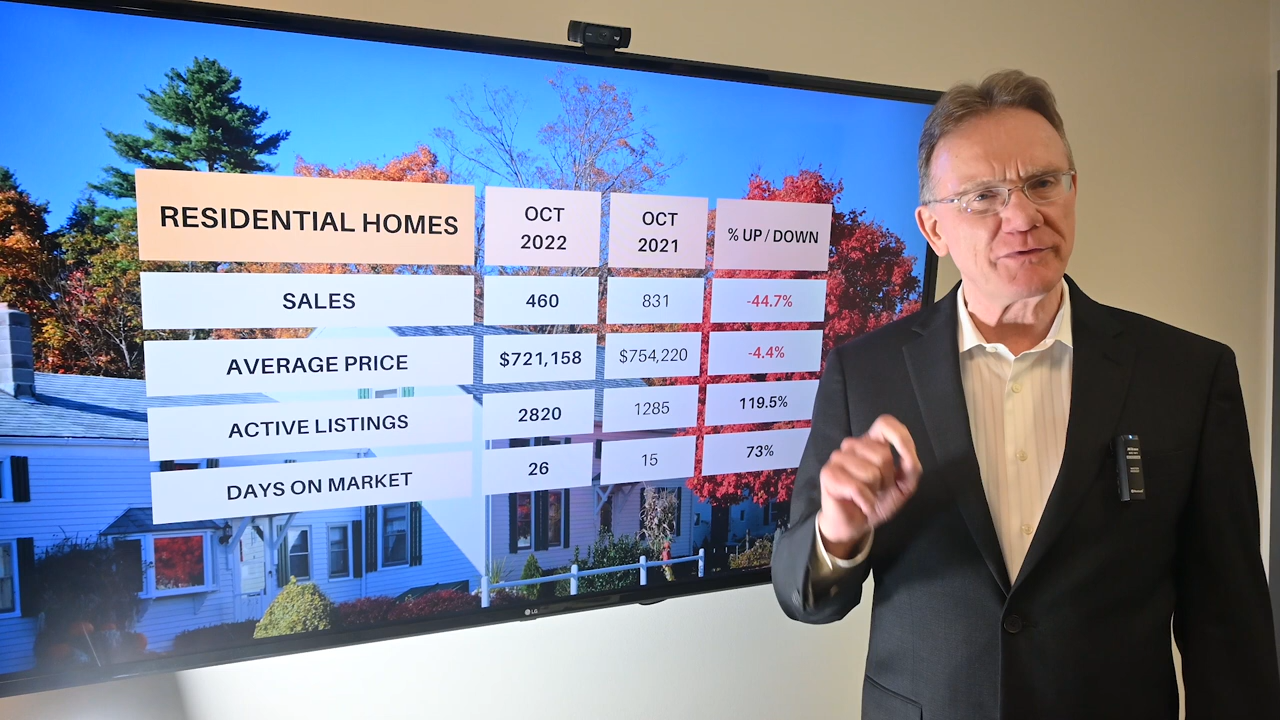 RESIDENTIAL HOMES
OCT
2022
OCT
2021
% UP / DOWN
SALES
460
831
-44.7%
AVERAGE PRICE
$721,158
$754,220
-4.4%
ACTIVE LISTINGS
2820
1285
119.5%
DAYS ON MARKET
26
15
73%
LG